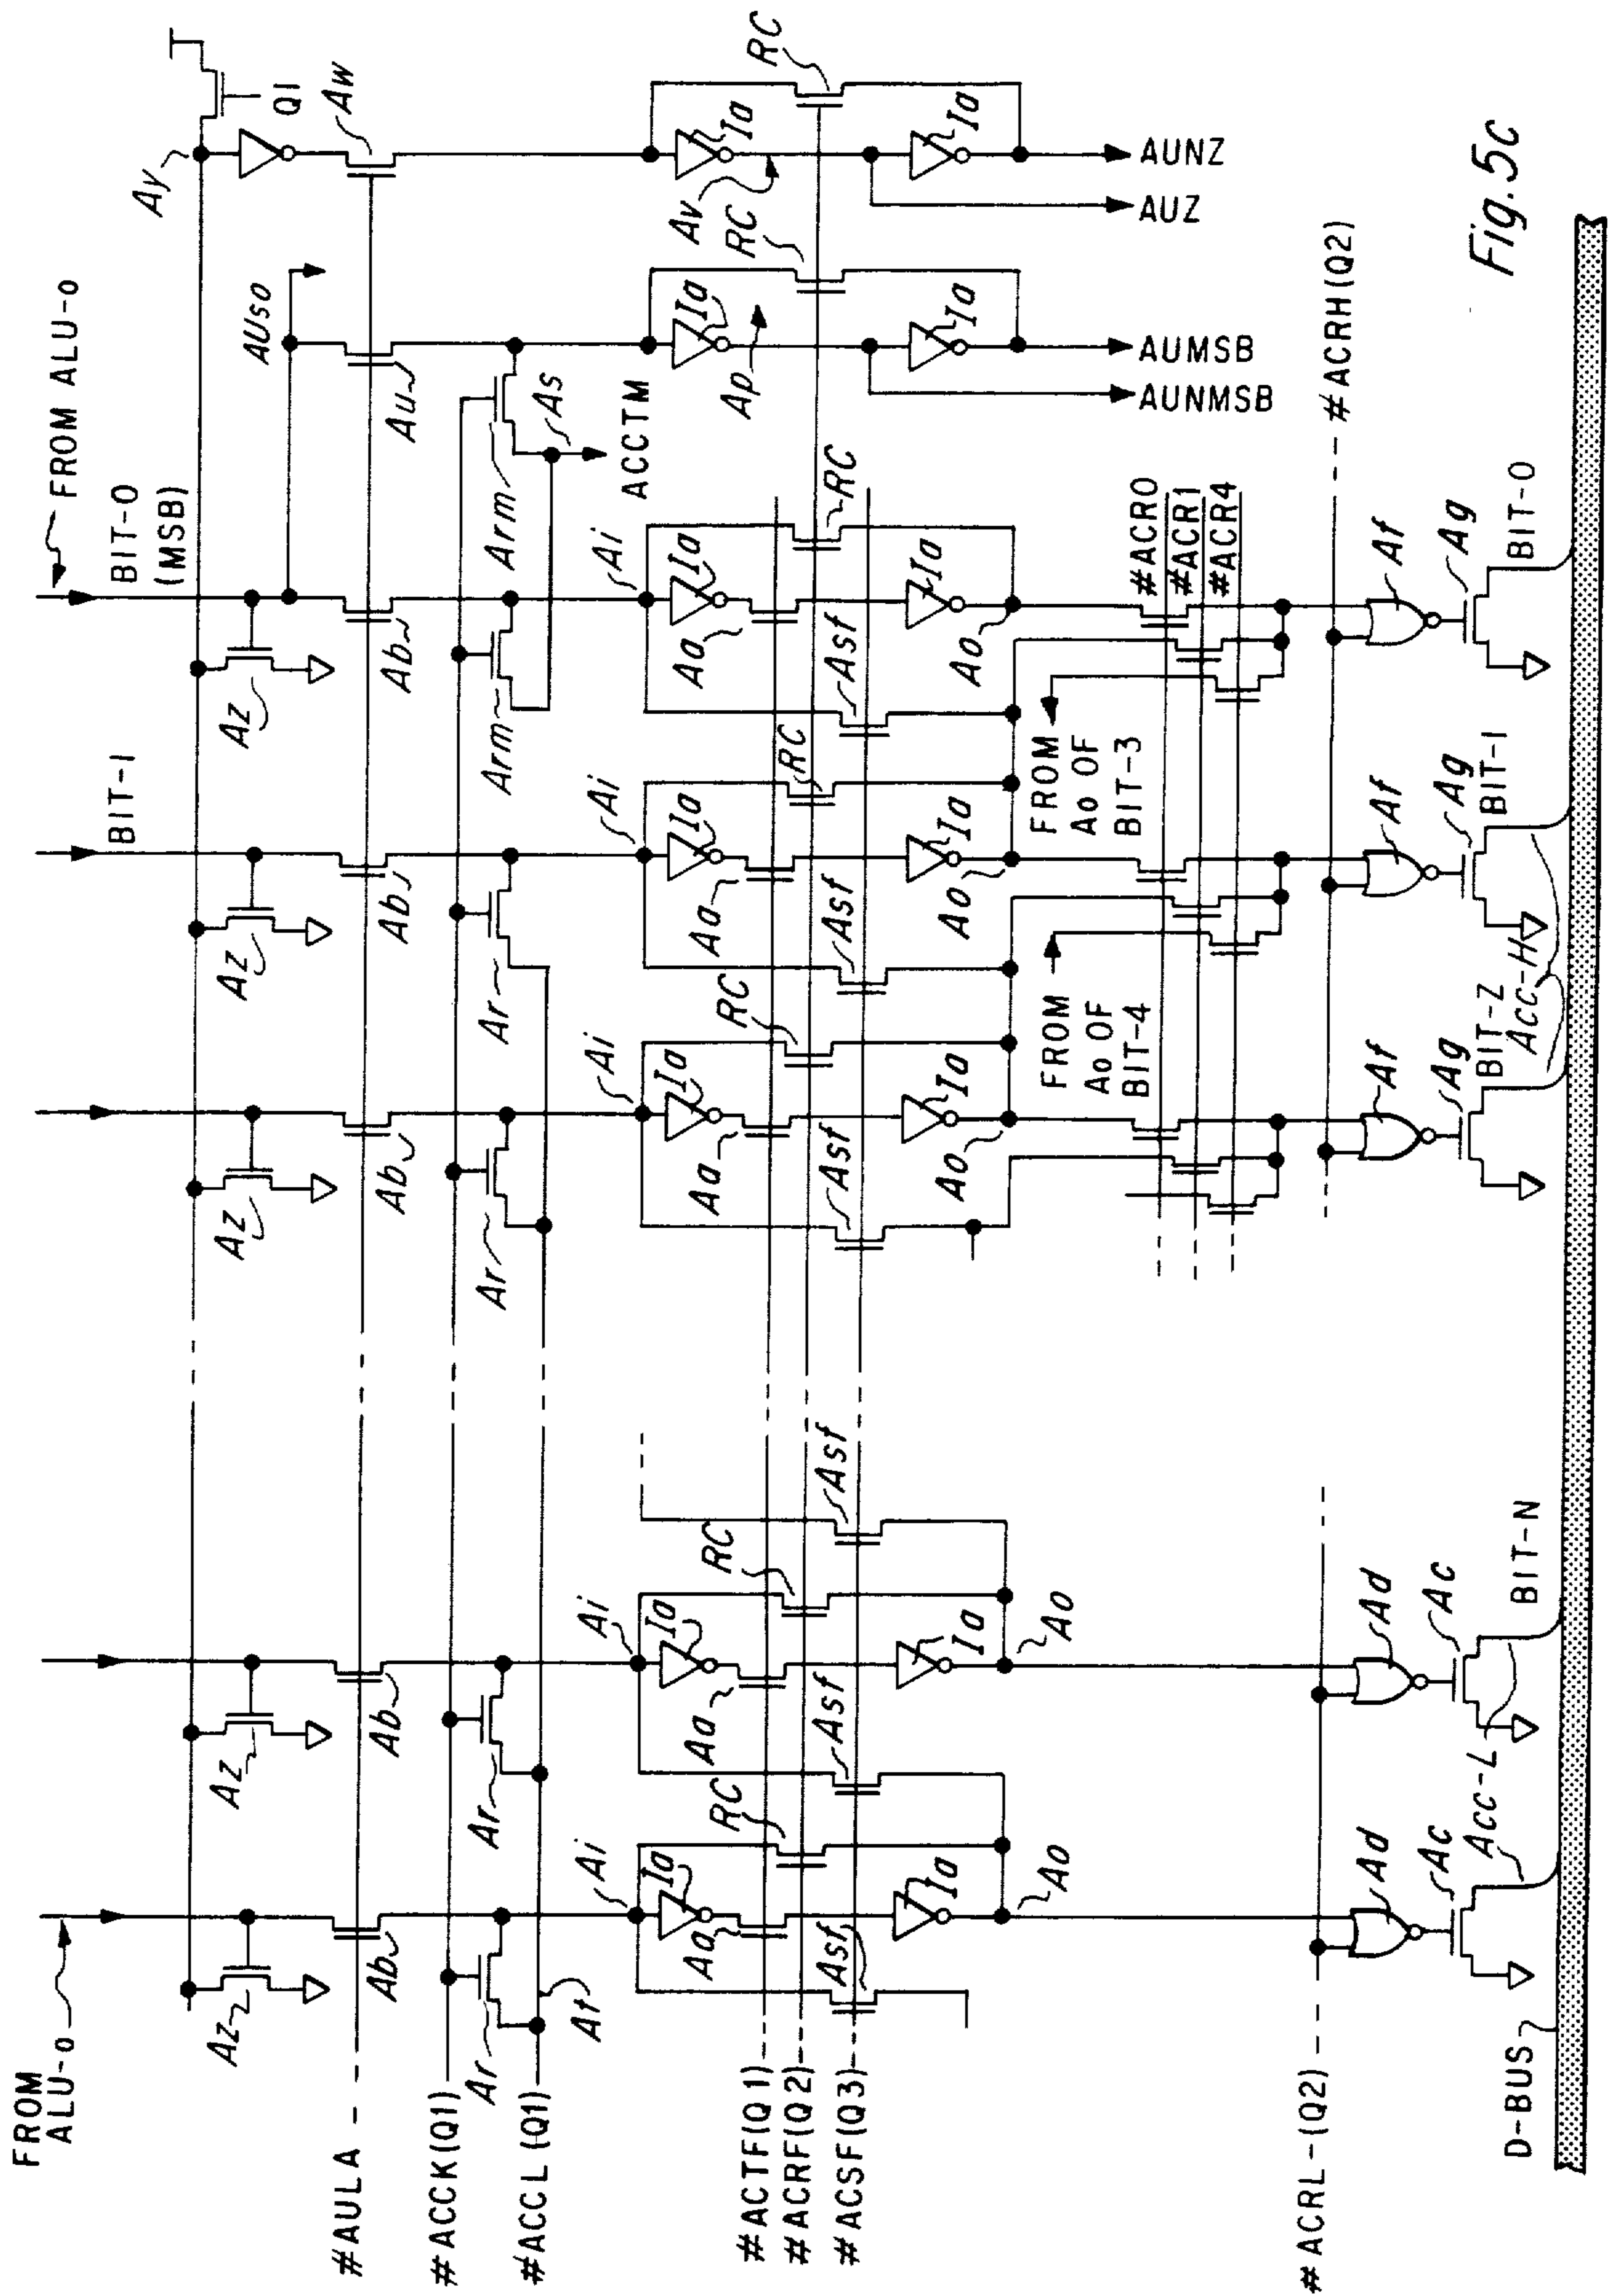 FROM ALU-o
BIT-0
(MSB)
BIT-1
FROM
ALU-o
Ay
Q1
Aw
AUso
Au
Az
Az
Az
Az
Az
Ab
Ab
Ab
Ab
Ab
#AULA
#ACCK(Q1)
#ACCL(Q1)
Arm
Arm
As
ACCTM
Ar
Ar
Ar
Ar
At
Ai
Ai
Ai
Ai
Ai
Ia
Ia
Ia
Ia
Ia
Ia
Ia
Av
Ap
RC
RC
RC
RC
RC
RC
RC
Aa
Aa
Aa
Aa
Aa
#ACTF(Q1)
#ACRF(Q2)
#ACSF(Q3)
Asf
Asf
Asf
Asf
Asf
Asf
Ia
Ia
Ia
Ia
Ia
Ia
Ia
Ao
Ao
Ao
Ao
Ao
AUNZ
AUZ
AUMSB
AUNMSB
#ACR0
#ACR1
#ACR4
FROM
Ao OF
BIT-3
FROM
Ao OF
BIT-4
#ACRH(Q2)
#ACRL-(Q2)
Af
Af
Af
Ad
Ad
Ag
Ag
Ag
Ac
Ac
BIT-0
BIT-1
BIT-Z
BIT-N
Acc-H
Acc-L
D-BUS
Fig. 5c